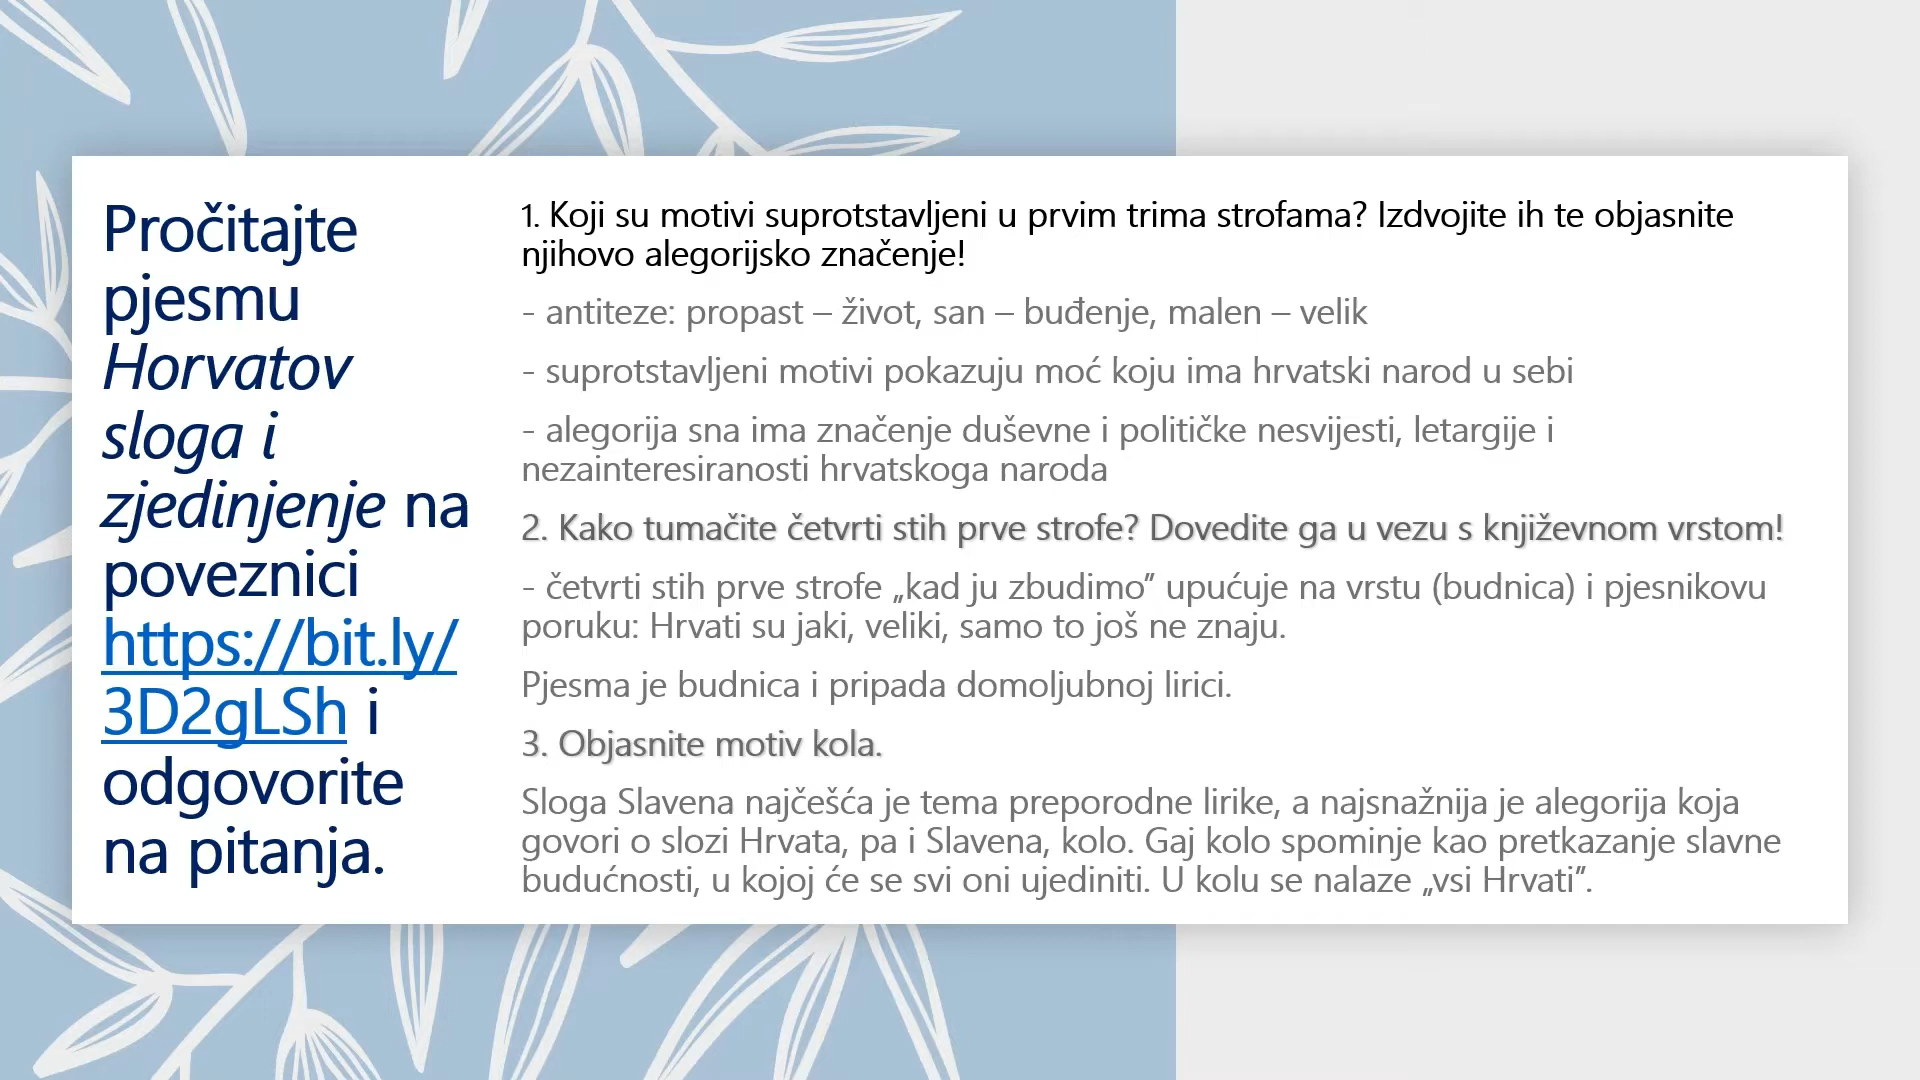 Pročitajte
pjesmu
Horvatov
sloga i
zjedinjenje na
poveznici
https://bit.ly/
3D2gLSh i
odgovorite
na pitanja.
1. Koji su motivi suprotstavljeni u prvim trima strofama? Izdvojite ih te objasnite
njihovo alegorijsko značenje!
- antiteze: propast – život, san – buđenje, malen – velik
- suprotstavljeni motivi pokazuju moć koju ima hrvatski narod u sebi
- alegorija sna ima značenje duševne i političke nesvijesti, letargije i
nezainteresiranosti hrvatskoga naroda
2. Kako tumačite četvrti stih prve strofe? Dovedite ga u vezu s književnom vrstom!
- četvrti stih prve strofe „kad ju zbudimo” upućuje na vrstu (budnica) i pjesnikovu
poruku: Hrvati su jaki, veliki, samo to još ne znaju.
Pjesma je budnica i pripada domoljubnoj lirici.
3. Objasnite motiv kola.
Sloga Slavena najčešća je tema preporodne lirike, a najsnažnija je alegorija koja
govori o slozi Hrvata, pa i Slavena, kolo. Gaj kolo spominje kao pretkazanje slavne
budućnosti, u kojoj će se svi oni ujediniti. U kolu se nalaze „vsi Hrvati”.